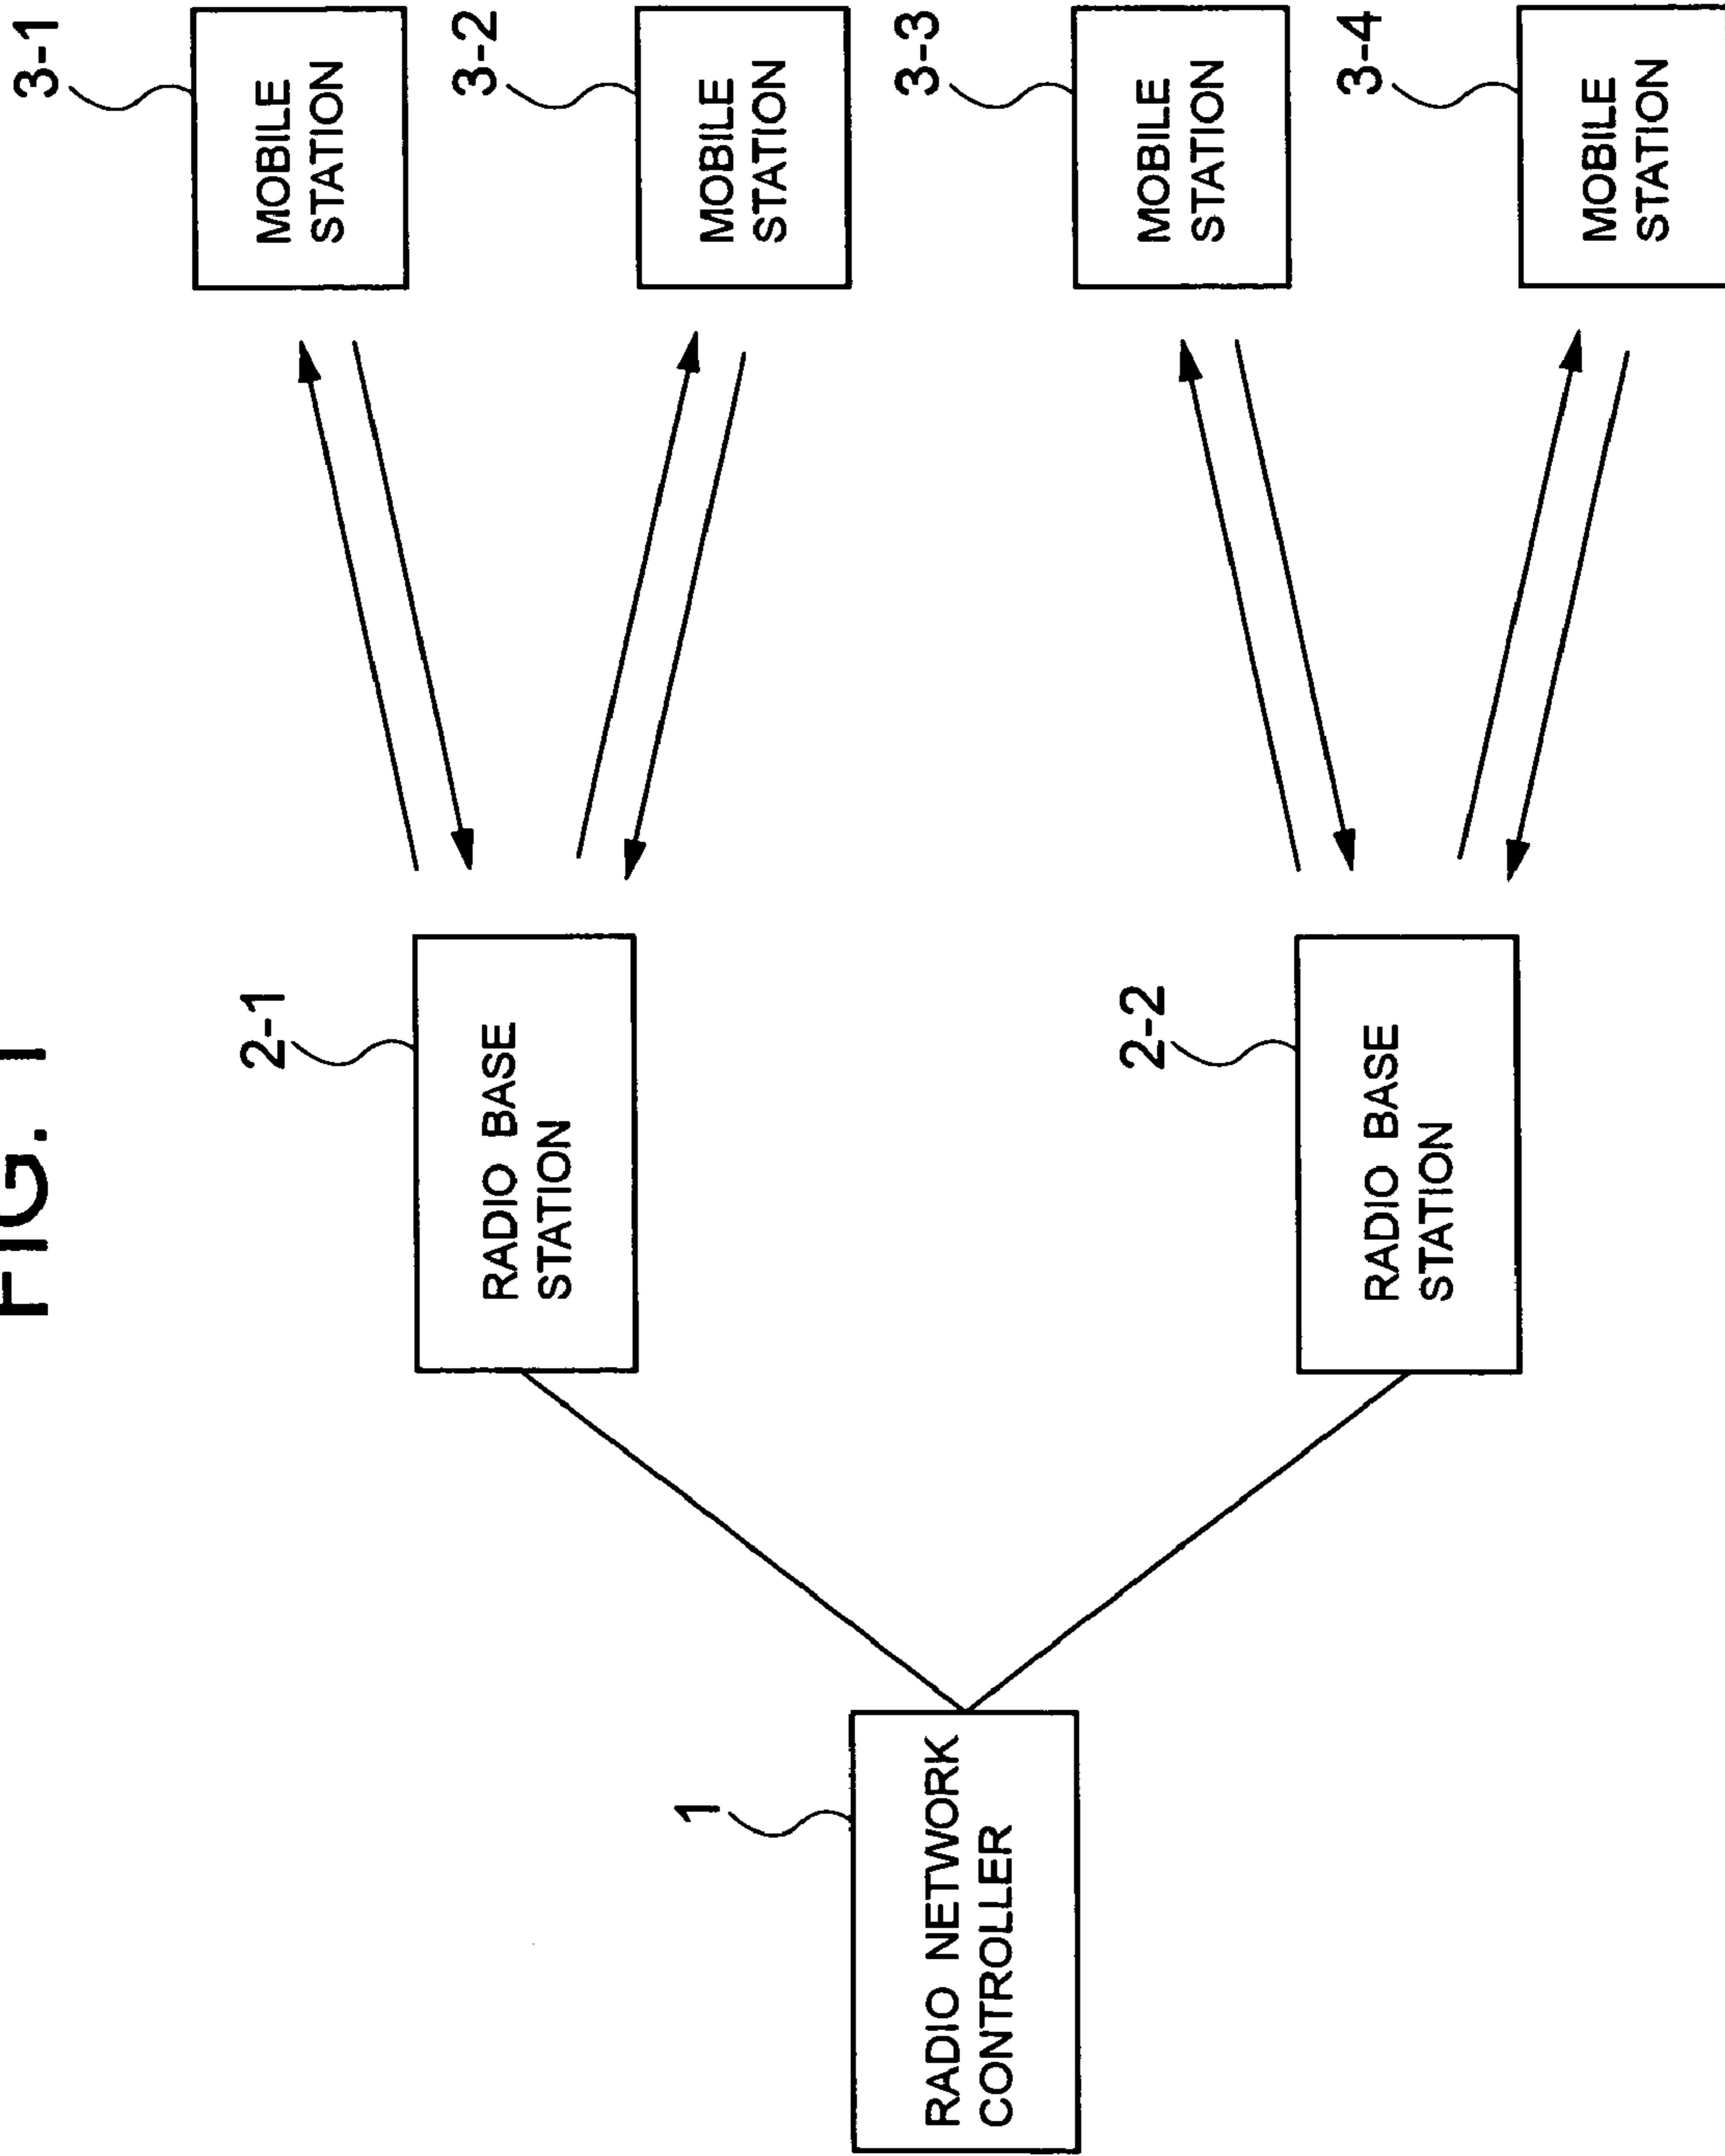 FIG. 1
3-1
MOBILE
STATION
3-2
MOBILE
STATION
3-3
MOBILE
STATION
3-4
MOBILE
STATION
2-1
RADIO BASE
STATION
2-2
RADIO BASE
STATION
1
RADIO NETWORK
CONTROLLER